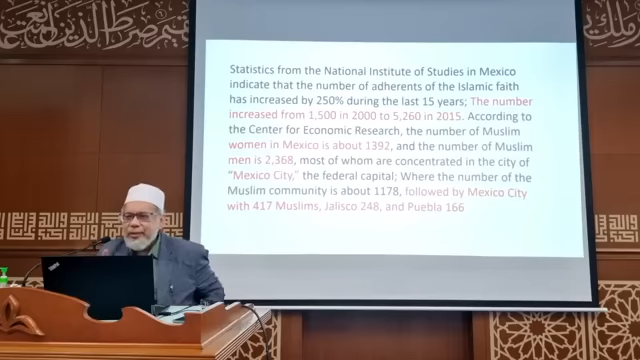 Statistics from the National Institute of Studies in Mexico
indicate that the number of adherents of the Islamic faith
has increased by 250% during the last 15 years; The number
increased from 1,500 in 2000 to 5,260 in 2015. According to
the Center for Economic Research, the number of Muslim
women in Mexico is about 1392, and the number of Muslim
men is 2,368, most of whom are concentrated in the city of
“Mexico City,” the federal capital; Where the number of the
Muslim community is about 1178, followed by Mexico City
with 417 Muslims, Jalisco 248, and Puebla 166